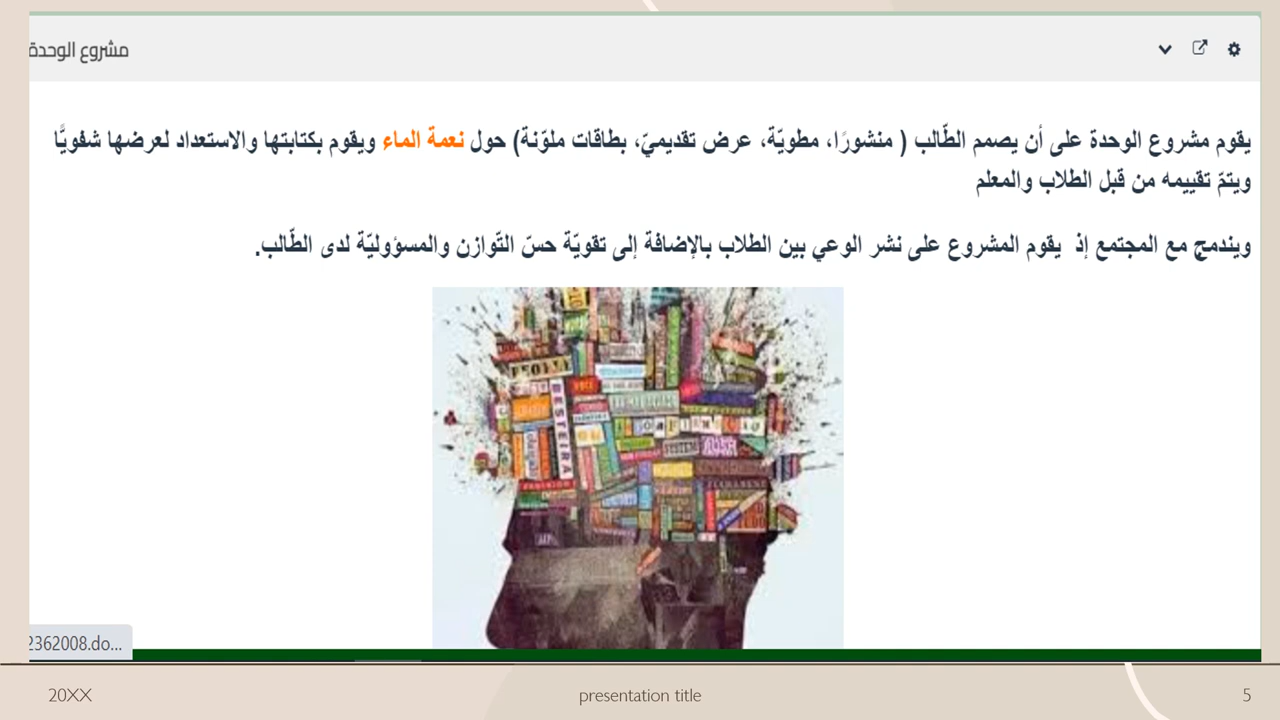 مشروع الوحدة
يقوم مشروع الوحدة على أن يصمم الطّالب ( منشورًا، مطويّة، عرض تقديميّ، بطاقات ملوّنة) حول نعمة الماء ويقوم بكتابتها والاستعداد لعرضها شفويًّا
ويتمّ تقييمه من قبل الطلاب والمعلم
ويندمج مع المجتمع إذ يقوم المشروع على نشر الوعي بين الطلاب بالإضافة إلى تقويّة حسّ التّوازن والمسؤوليّة لدى الطّالب.
BESTEIRA
SYSTEM
2362008.do...
20XX
presentation title
5